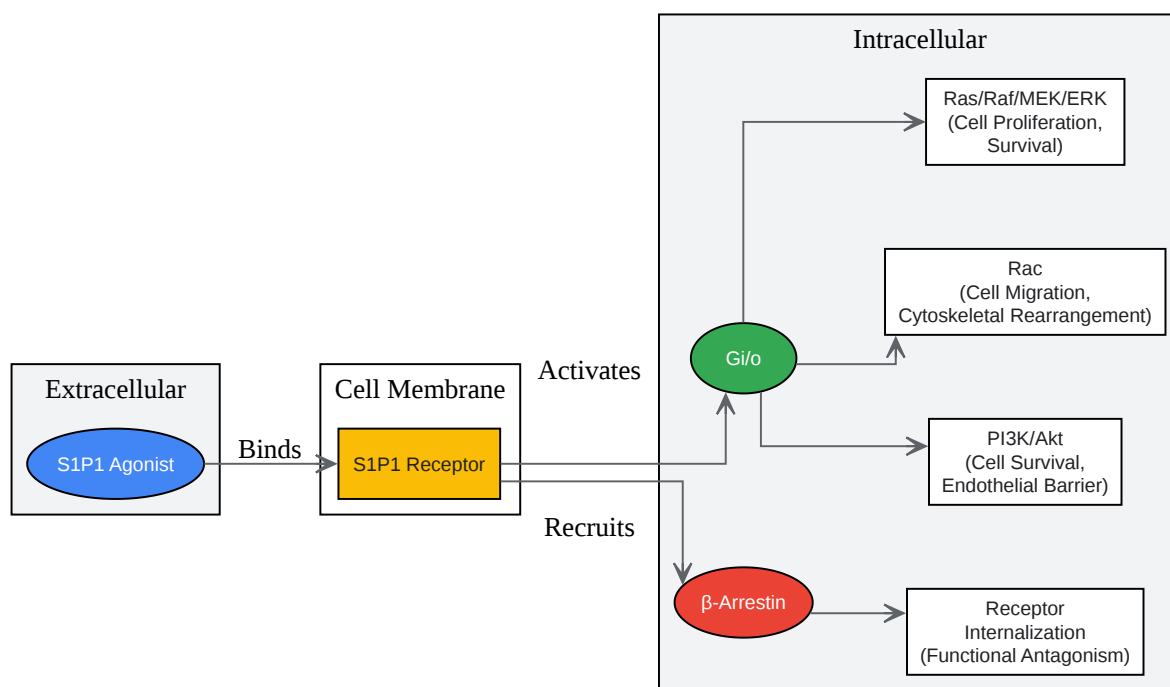 Intracellular
Ras/Raf/MEK/ERK
(Cell Proliferation,
Survival)
Rac
(Cell Migration,
Cytoskeletal Rearrangement)
Gi/o
Activates
Extracellular
Cell Membrane
S1P1 Agonist
Binds
S1P1 Receptor
PI3K/Akt
(Cell Survival,
Endothelial Barrier)
Recruits
β-Arrestin
Receptor
Internalization
(Functional Antagonism)